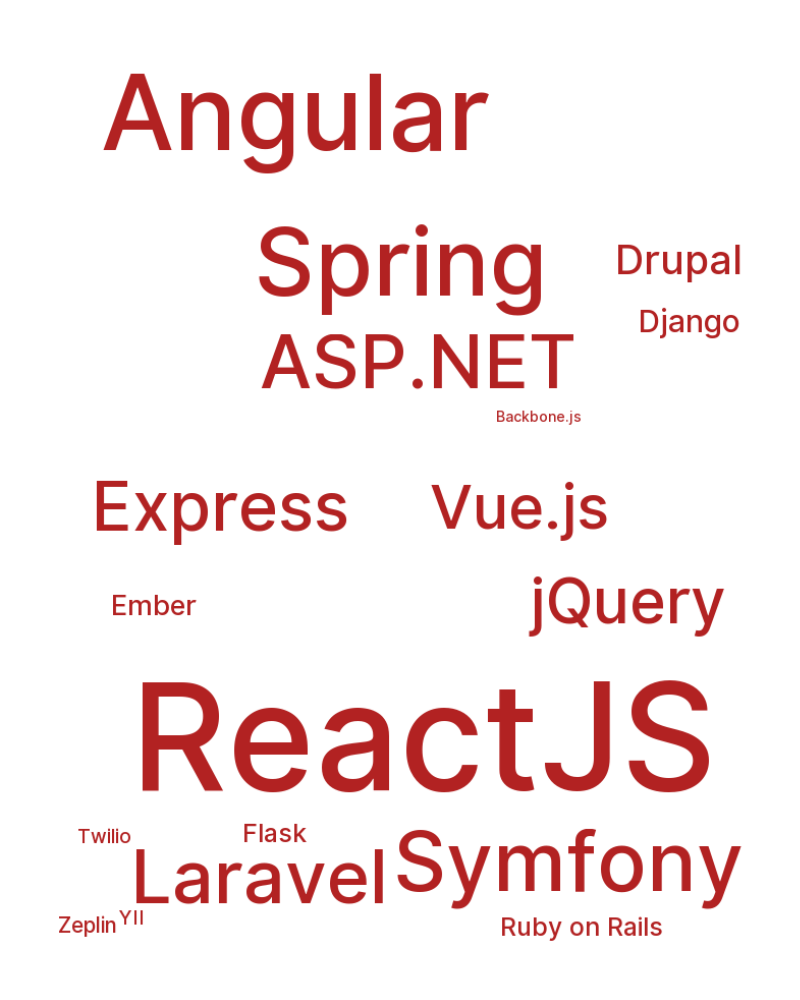 Angular
Spring
Drupal
Django
ASP.NET
Backbone.js
Express
Vue.js
Ember
jQuery
ReactJS
Twilio
Flask
Laravel
Symfony
Zeplin
YII
Ruby on Rails